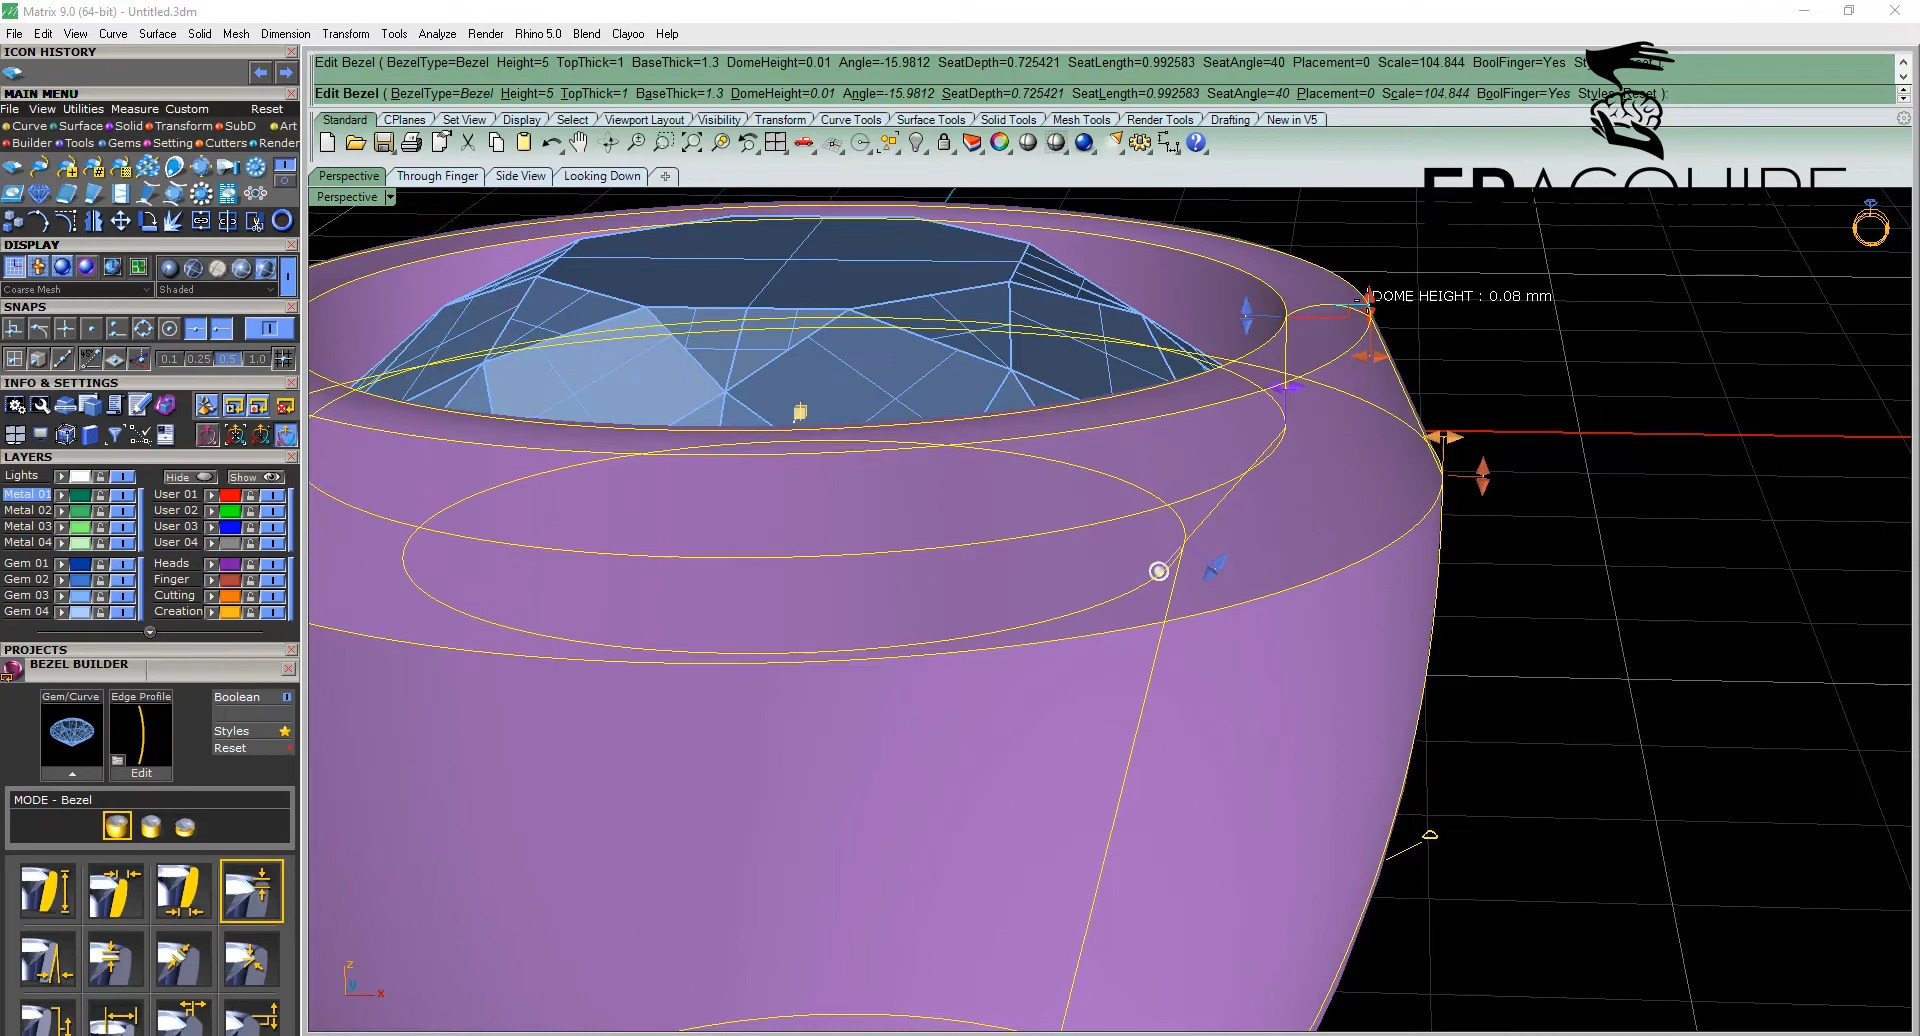 Matrix 9.0 (64-bit) - Untitled.3dm
File Edit View Curve Surface Solid Mesh Dimension Transform Tools Analyze Render Rhino 5.0 Blend Clayoo Help
ICON HISTORY
MAIN MENU
File View Utilities Measure Custom Reset
Curve Surface Solid Transform SubD Art
Builder Tools Gems Setting Cutters Render
DISPLAY
Coarse Mesh Shaded
SNAPS
0.1 0.25 0.5 1.0
INFO & SETTINGS
LAYERS
Lights Hide Show
Metal 01 User 01
Metal 02 User 02
Metal 03 User 03
Metal 04 User 04
Gem 01 Heads
Gem 02 Finger
Gem 03 Cutting
Gem 04 Creation
PROJECTS
BEZEL BUILDER
Gem/Curve Edge Profile Boolean
Styles
Reset
Edit
MODE - Bezel
Edit Bezel ( BezelType=Bezel Height=5 TopThick=1 BaseThick=1.3 DomeHeight=0.01 Angle=-15.9812 SeatDepth=0.725421 SeatLength=0.992583 SeatAngle=40 Placement=0 Scale=104.844 BoolFinger=Yes
Edit Bezel ( BezelType=Bezel Height=5 TopThick=1 BaseThick=1.3 DomeHeight=0.01 Angle=-15.9812 SeatDepth=0.725421 SeatLength=0.992583 SeatAngle=40 Placement=0 Scale=104.844 BoolFinger=Yes Styles Reset ):
Standard CPlanes Set View Display Select Viewport Layout Visibility Transform Curve Tools Surface Tools Solid Tools Mesh Tools Render Tools Drafting New in V5
Perspective Through Finger Side View Looking Down
Perspective
DOME HEIGHT : 0.08 mm
z
y
x